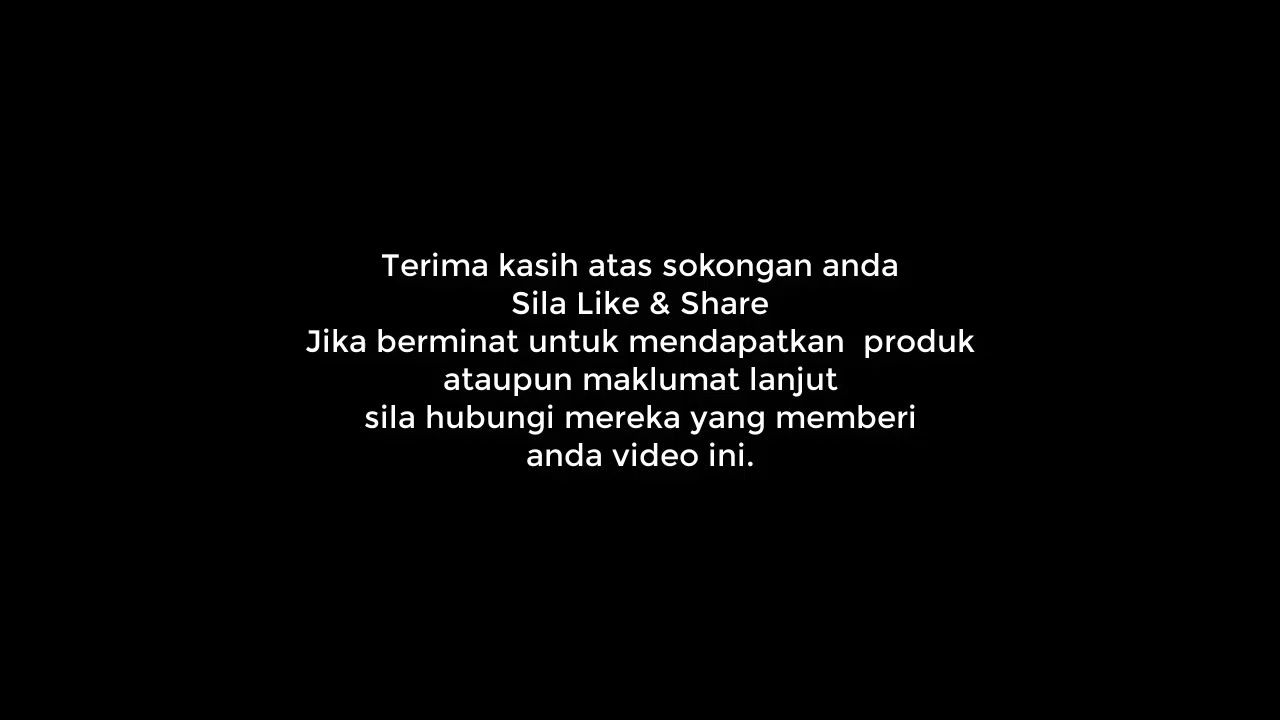 Terima kasih atas sokongan anda
Sila Like & Share
Jika berminat untuk mendapatkan  produk
ataupun maklumat lanjut
sila hubungi mereka yang memberi
anda video ini.